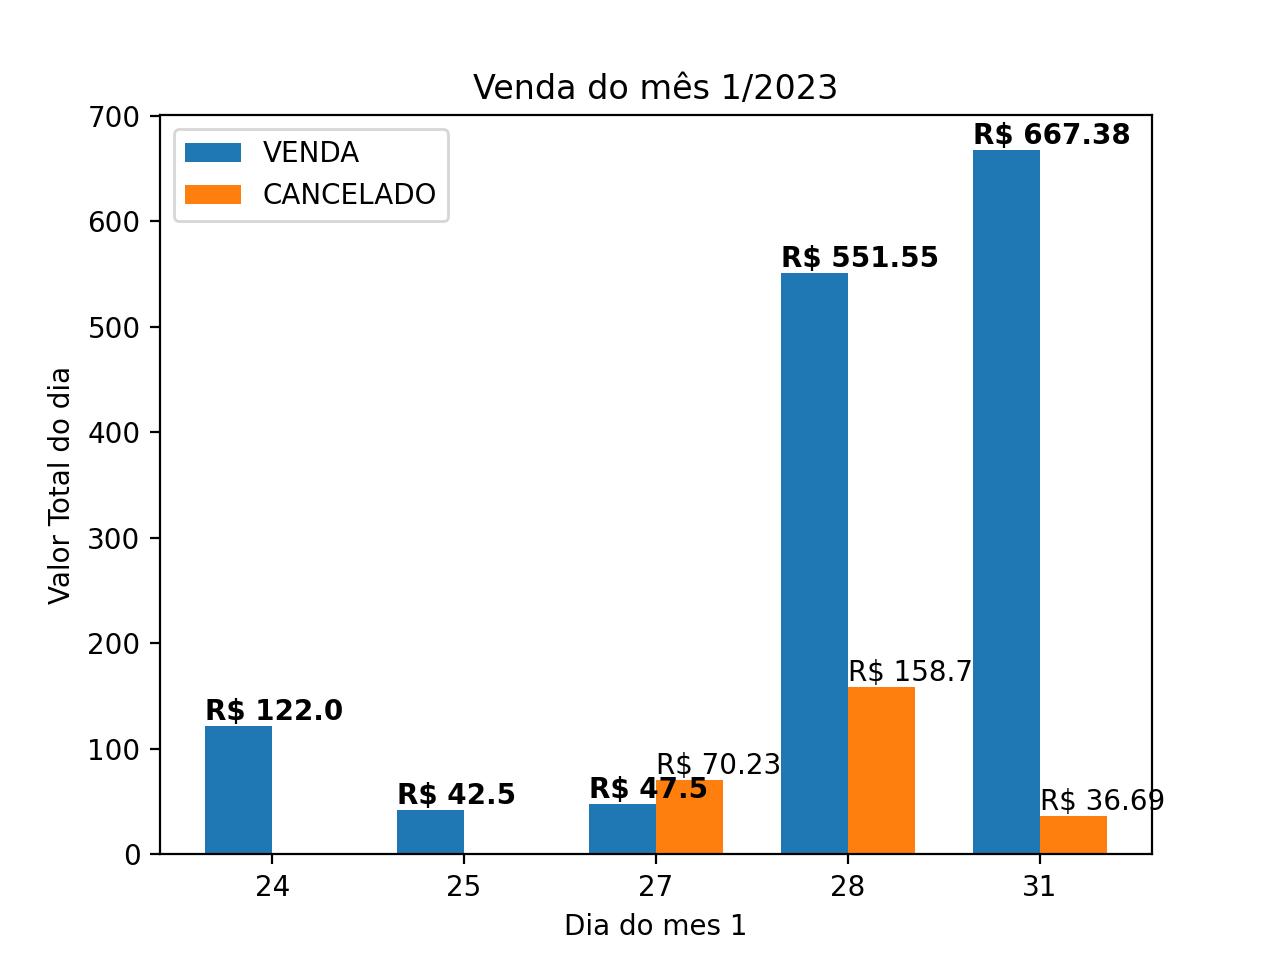 Venda do mês 1/2023
700
600
500
400
300
200
100
0
Valor Total do dia
VENDA
CANCELADO
R$ 122.0
R$ 42.5
R$ 47.5
R$ 70.23
R$ 551.55
R$ 158.7
R$ 667.38
R$ 36.69
24 25 27 28 31
Dia do mes 1